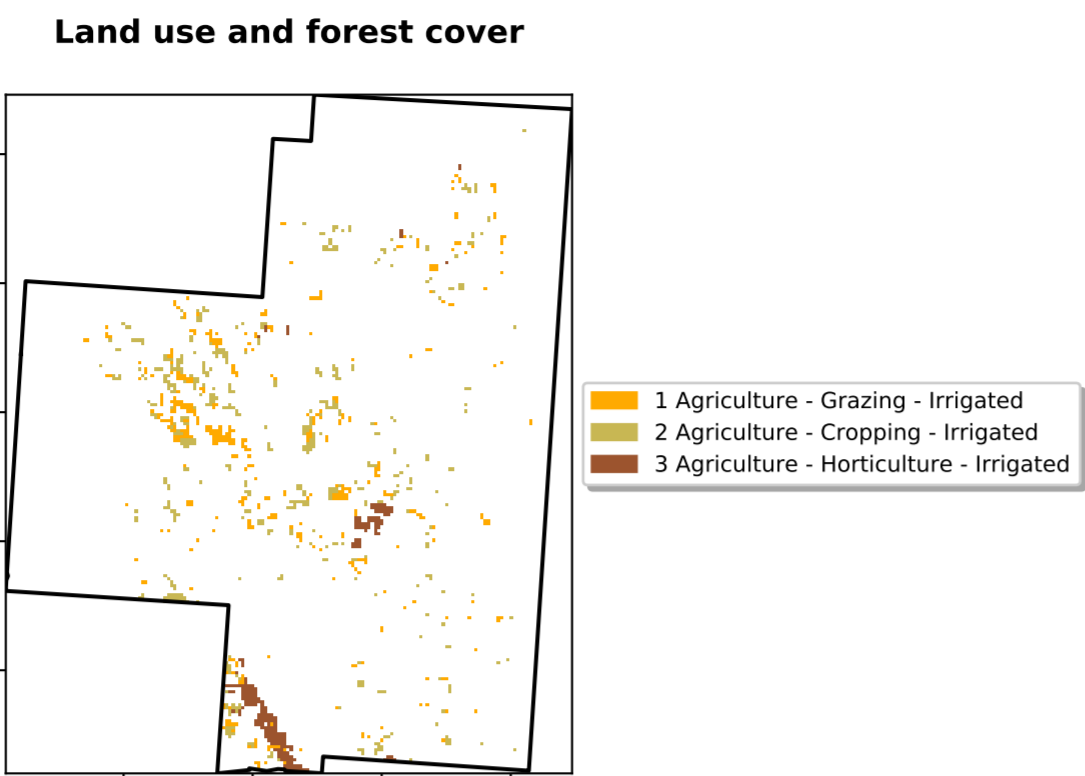 Land use and forest cover
1 Agriculture - Grazing - Irrigated
2 Agriculture - Cropping - Irrigated
3 Agriculture - Horticulture - Irrigated